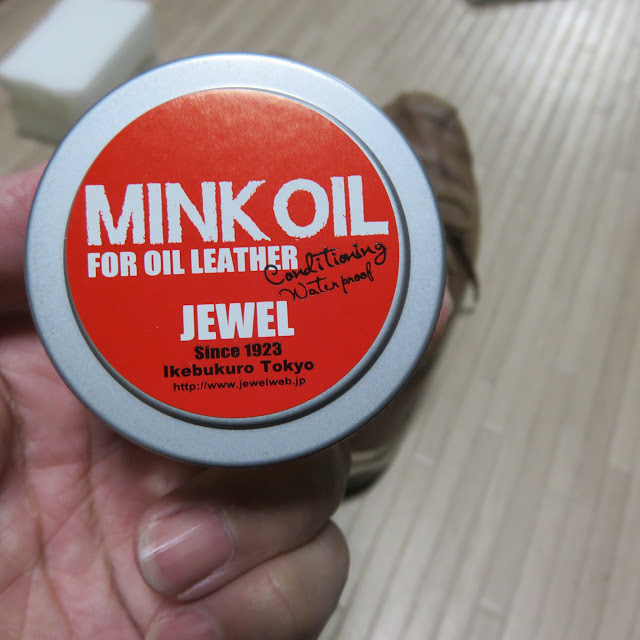 MINK OIL
FOR OIL LEATHER
Conditioning
Waterproof
JEWEL
Since 1923
Ikebukuro Tokyo
http://www.jewelweb.jp